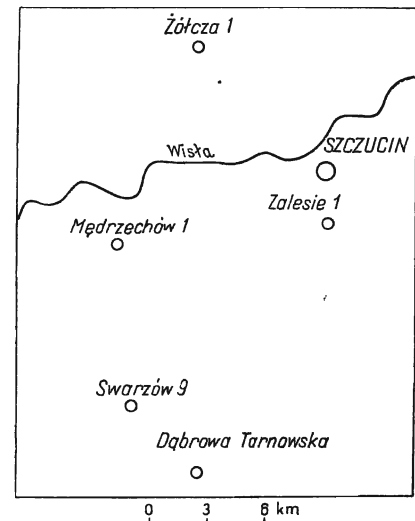 Żółcza 1
Wisła
SZCZUCIN
Zalesie 1
Mędrzechów 1
Swarzów 9
Dąbrowa Tarnowska
0 3 6 km